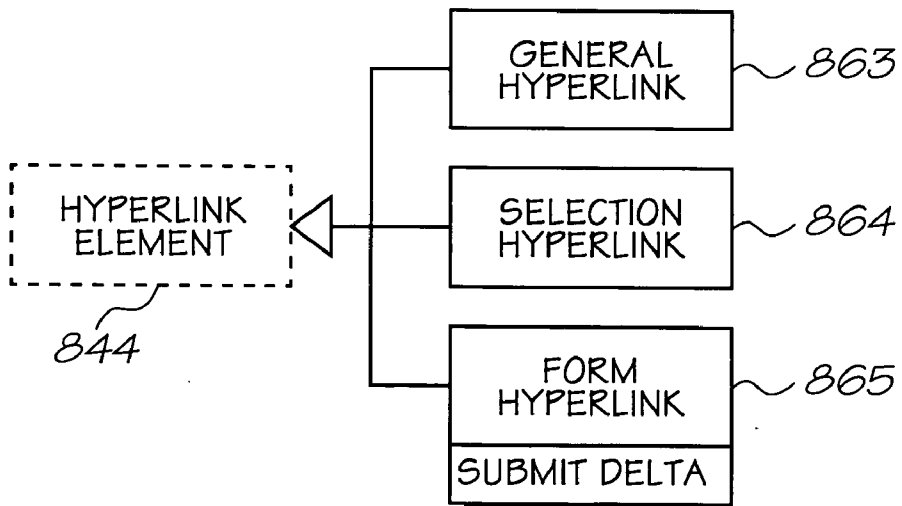 GENERAL
HYPERLINK
863
HYPERLINK
ELEMENT
844
SELECTION
HYPERLINK
864
FORM
HYPERLINK
865
SUBMIT DELTA